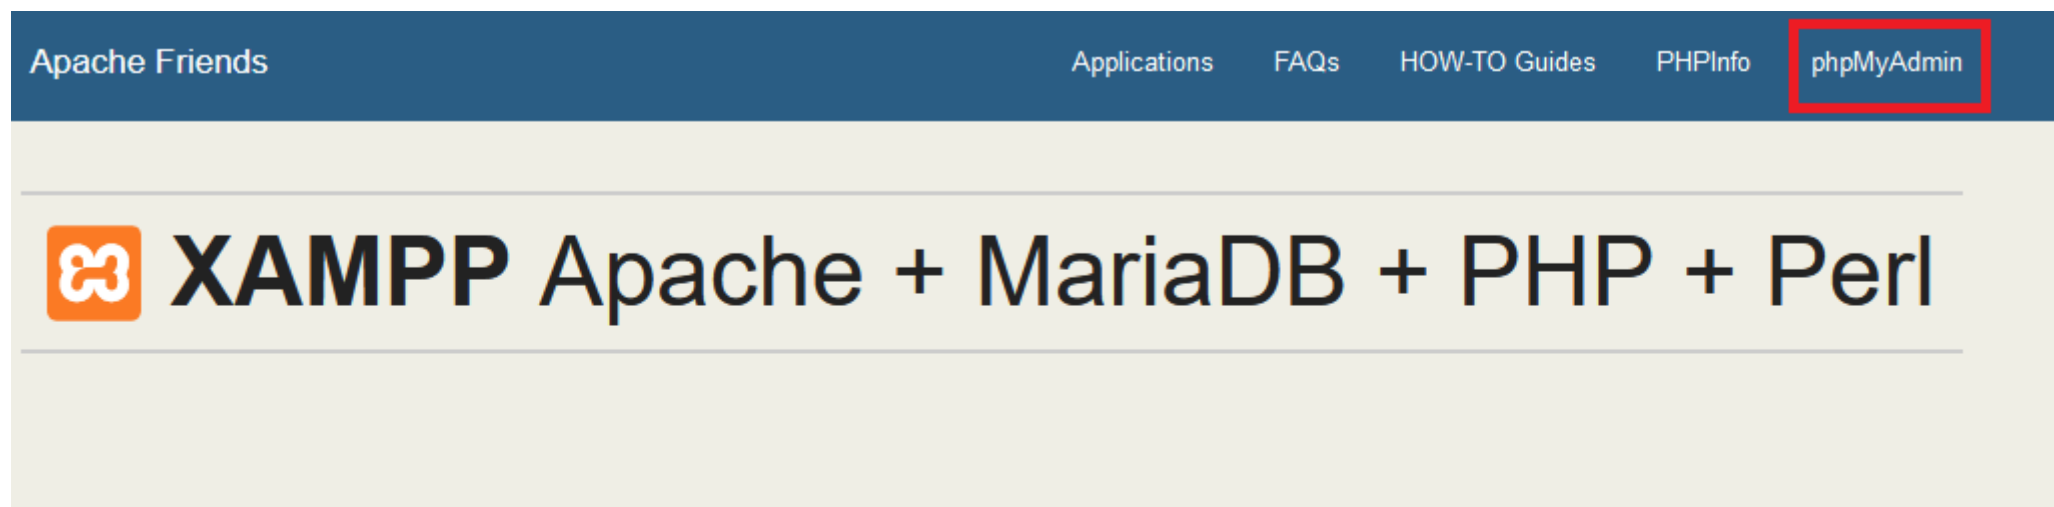 Apache Friends Applications FAQs HOW-TO Guides PHPInfo phpMyAdmin
XAMPP Apache + MariaDB + PHP + Perl